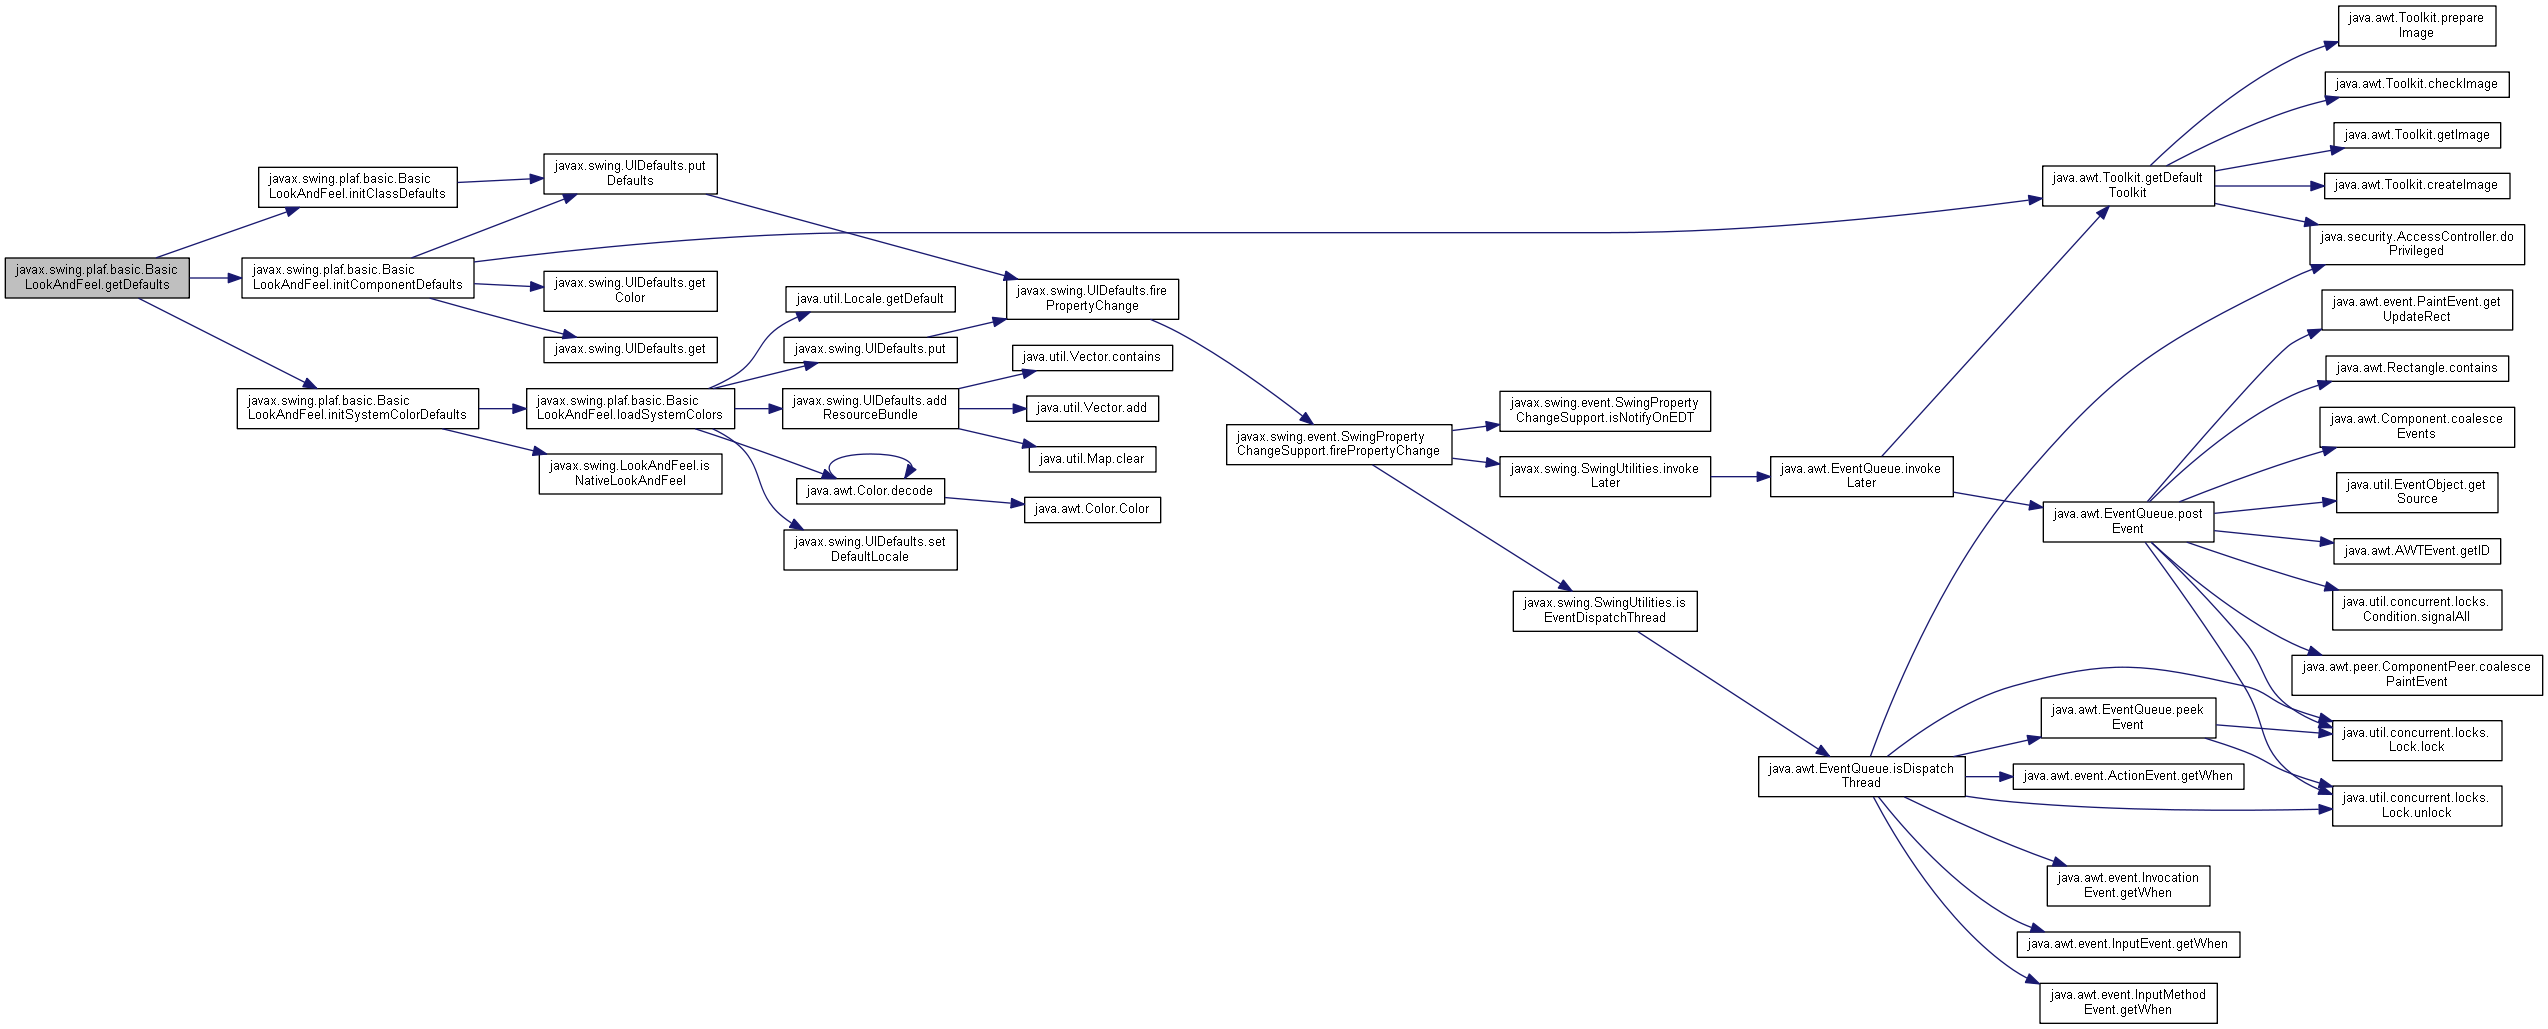 javax.swing.plaf.basic.Basic
LookAndFeel.getDefaults
javax.swing.plaf.basic.Basic
LookAndFeel.initClassDefaults
javax.swing.plaf.basic.Basic
LookAndFeel.initComponentDefaults
javax.swing.plaf.basic.Basic
LookAndFeel.initSystemColorDefaults
javax.swing.UIDefaults.put
Defaults
javax.swing.UIDefaults.get
Color
javax.swing.UIDefaults.get
javax.swing.plaf.basic.Basic
LookAndFeel.loadSystemColors
javax.swing.LookAndFeel.is
NativeLookAndFeel
java.util.Locale.getDefault
javax.swing.UIDefaults.put
javax.swing.UIDefaults.add
ResourceBundle
java.awt.Color.decode
javax.swing.UIDefaults.set
DefaultLocale
javax.swing.UIDefaults.fire
PropertyChange
java.util.Vector.contains
java.util.Vector.add
java.util.Map.clear
java.awt.Color.Color
javax.swing.event.SwingProperty
ChangeSupport.firePropertyChange
javax.swing.event.SwingProperty
ChangeSupport.isNotifyOnEDT
javax.swing.SwingUtilities.invoke
Later
javax.swing.SwingUtilities.is
EventDispatchThread
java.awt.EventQueue.invoke
Later
java.awt.EventQueue.isDispatch
Thread
java.awt.Toolkit.getDefault
Toolkit
java.awt.EventQueue.post
Event
java.awt.EventQueue.peek
Event
java.awt.event.ActionEvent.getWhen
java.awt.event.Invocation
Event.getWhen
java.awt.event.InputEvent.getWhen
java.awt.event.InputMethod
Event.getWhen
java.awt.Toolkit.prepare
Image
java.awt.Toolkit.checkImage
java.awt.Toolkit.getImage
java.awt.Toolkit.createImage
java.security.AccessController.do
Privileged
java.awt.event.PaintEvent.get
UpdateRect
java.awt.Rectangle.contains
java.awt.Component.coalesce
Events
java.util.EventObject.get
Source
java.awt.AWTEvent.getID
java.util.concurrent.locks.
Condition.signalAll
java.awt.peer.ComponentPeer.coalesce
PaintEvent
java.util.concurrent.locks.
Lock.lock
java.util.concurrent.locks.
Lock.unlock